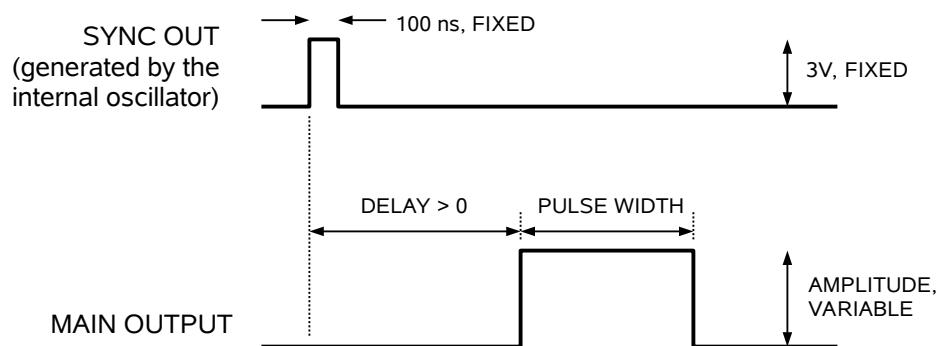 100 ns, FIXED
SYNC OUT
(generated by the
internal oscillator)
3V, FIXED
DELAY > 0
PULSE WIDTH
AMPLITUDE,
VARIABLE
MAIN OUTPUT